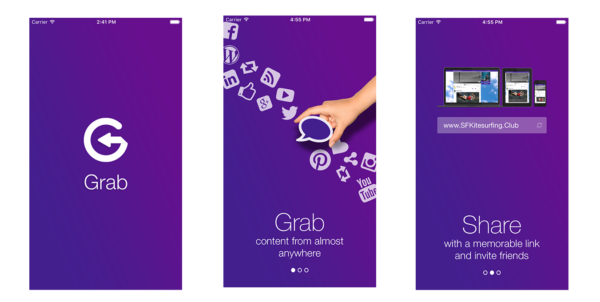 Carrier 2:41 PM
Grab
Carrier 4:55 PM
You
Tube
Grab
content from almost
anywhere
Carrier 4:55 PM
www.SFKitesurfing.Club
Share
with a memorable link
and invite friends